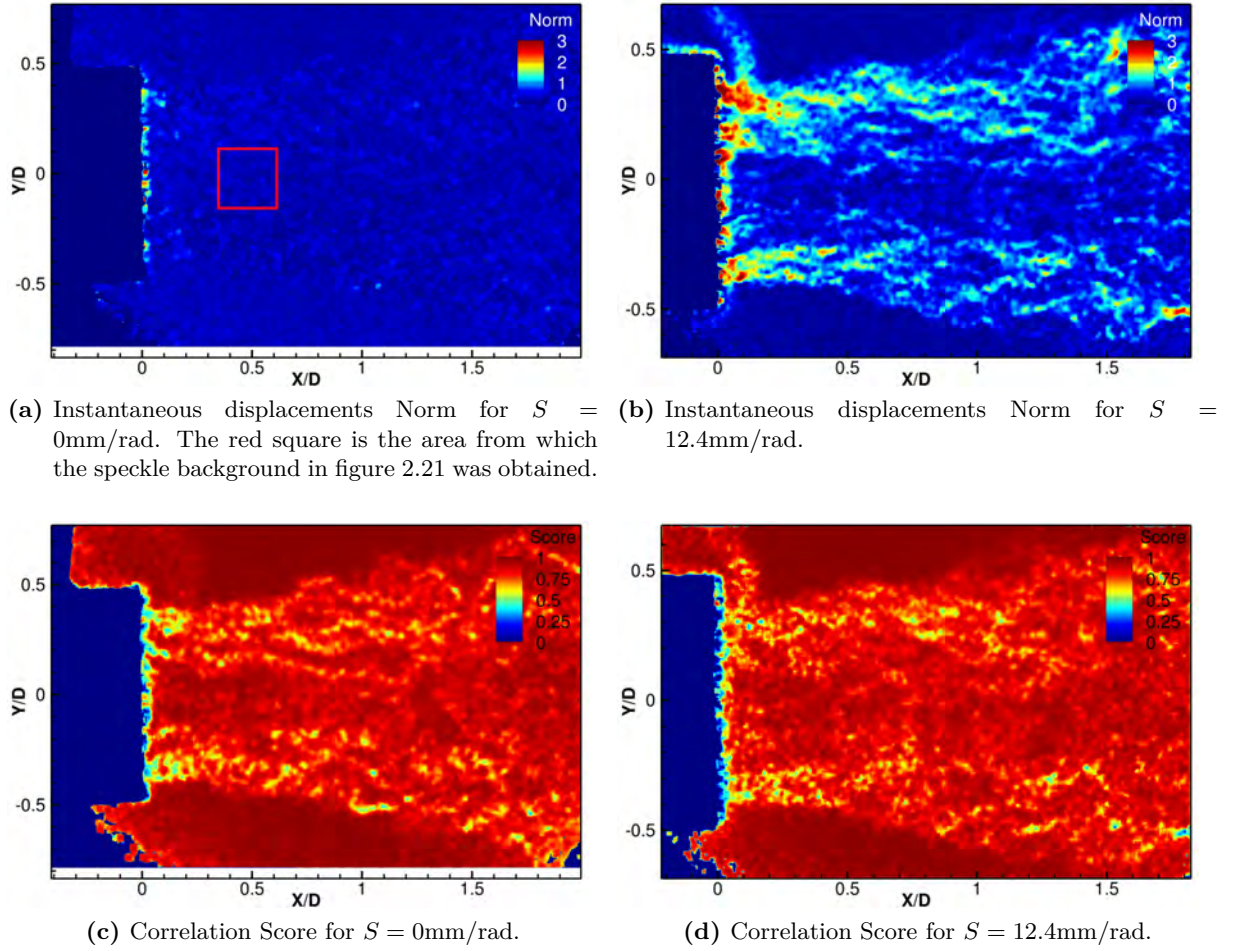 Norm
3
2
1
0
0.5
0
-0.5
Y/D
0
0.5
1
1.5
X/D
Norm
3
2
1
0
0.5
0
-0.5
Y/D
0
0.5
1
1.5
X/D
(a) Instantaneous displacements Norm for S =
0mm/rad. The red square is the area from which
the speckle background in figure 2.21 was obtained.
(b) Instantaneous displacements Norm for S =
12.4mm/rad.
Score
1
0.75
0.5
0.25
0
0.5
0
-0.5
Y/D
0
0.5
1
1.5
X/D
Score
1
0.75
0.5
0.25
0
0.5
0
-0.5
Y/D
0
0.5
1
1.5
X/D
(c) Correlation Score for S = 0mm/rad.
(d) Correlation Score for S = 12.4mm/rad.